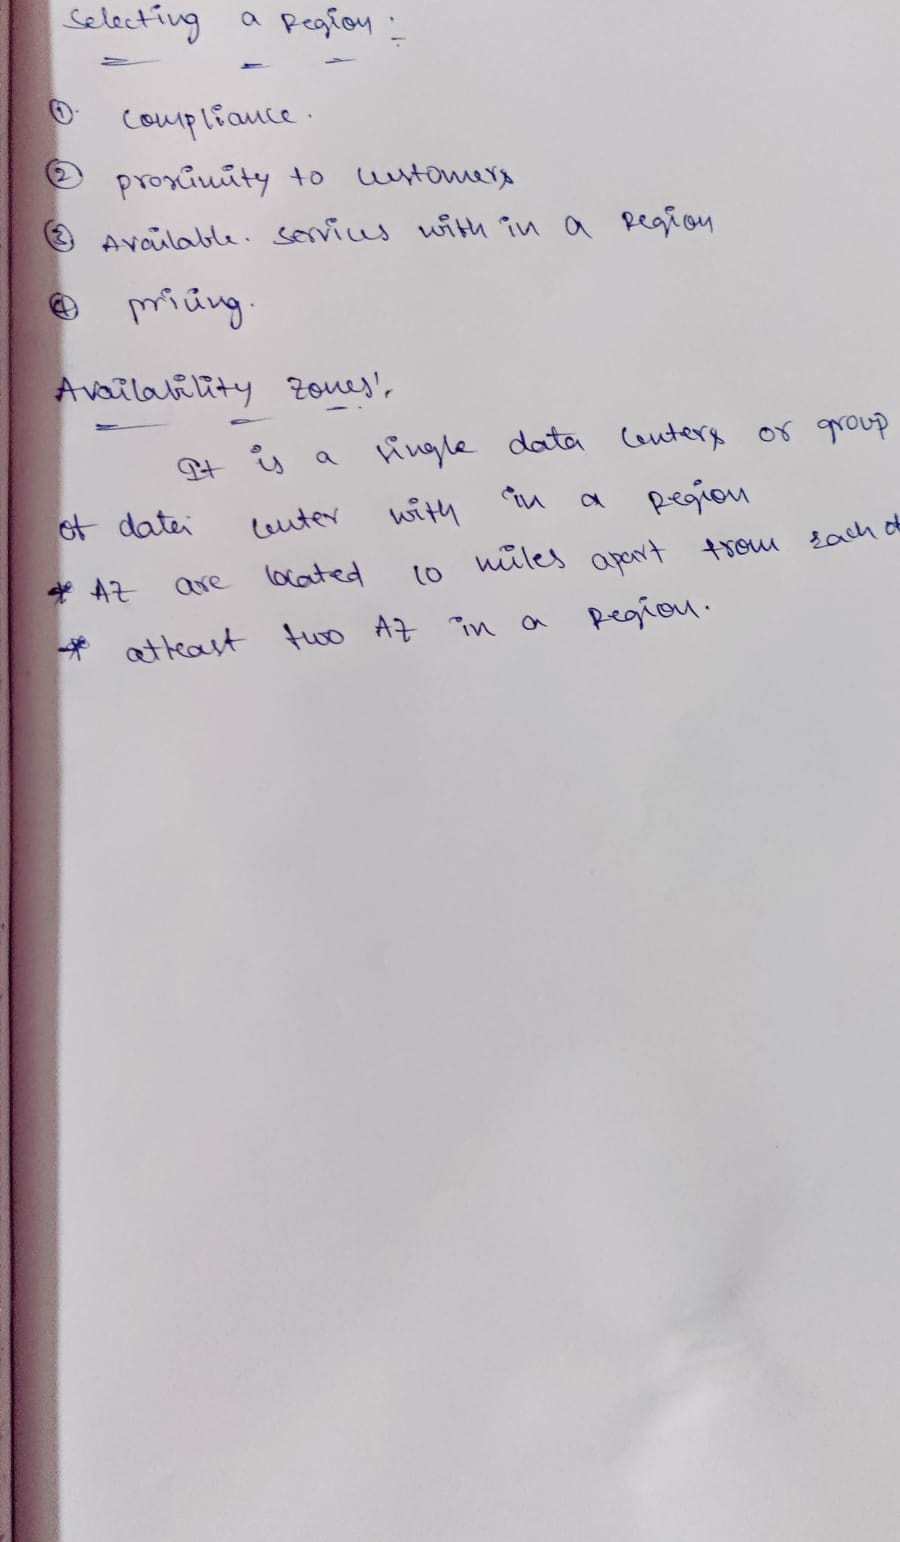 Selecting a Region :
① Compliance.
② proximity to customers
③ Available. Services with in a Region
④ pricing.
Availability Zones:
It is a single data centers or group
of data center with in a Region
* AZ are located 10 miles apart from each
* atleast two AZ in a Region.